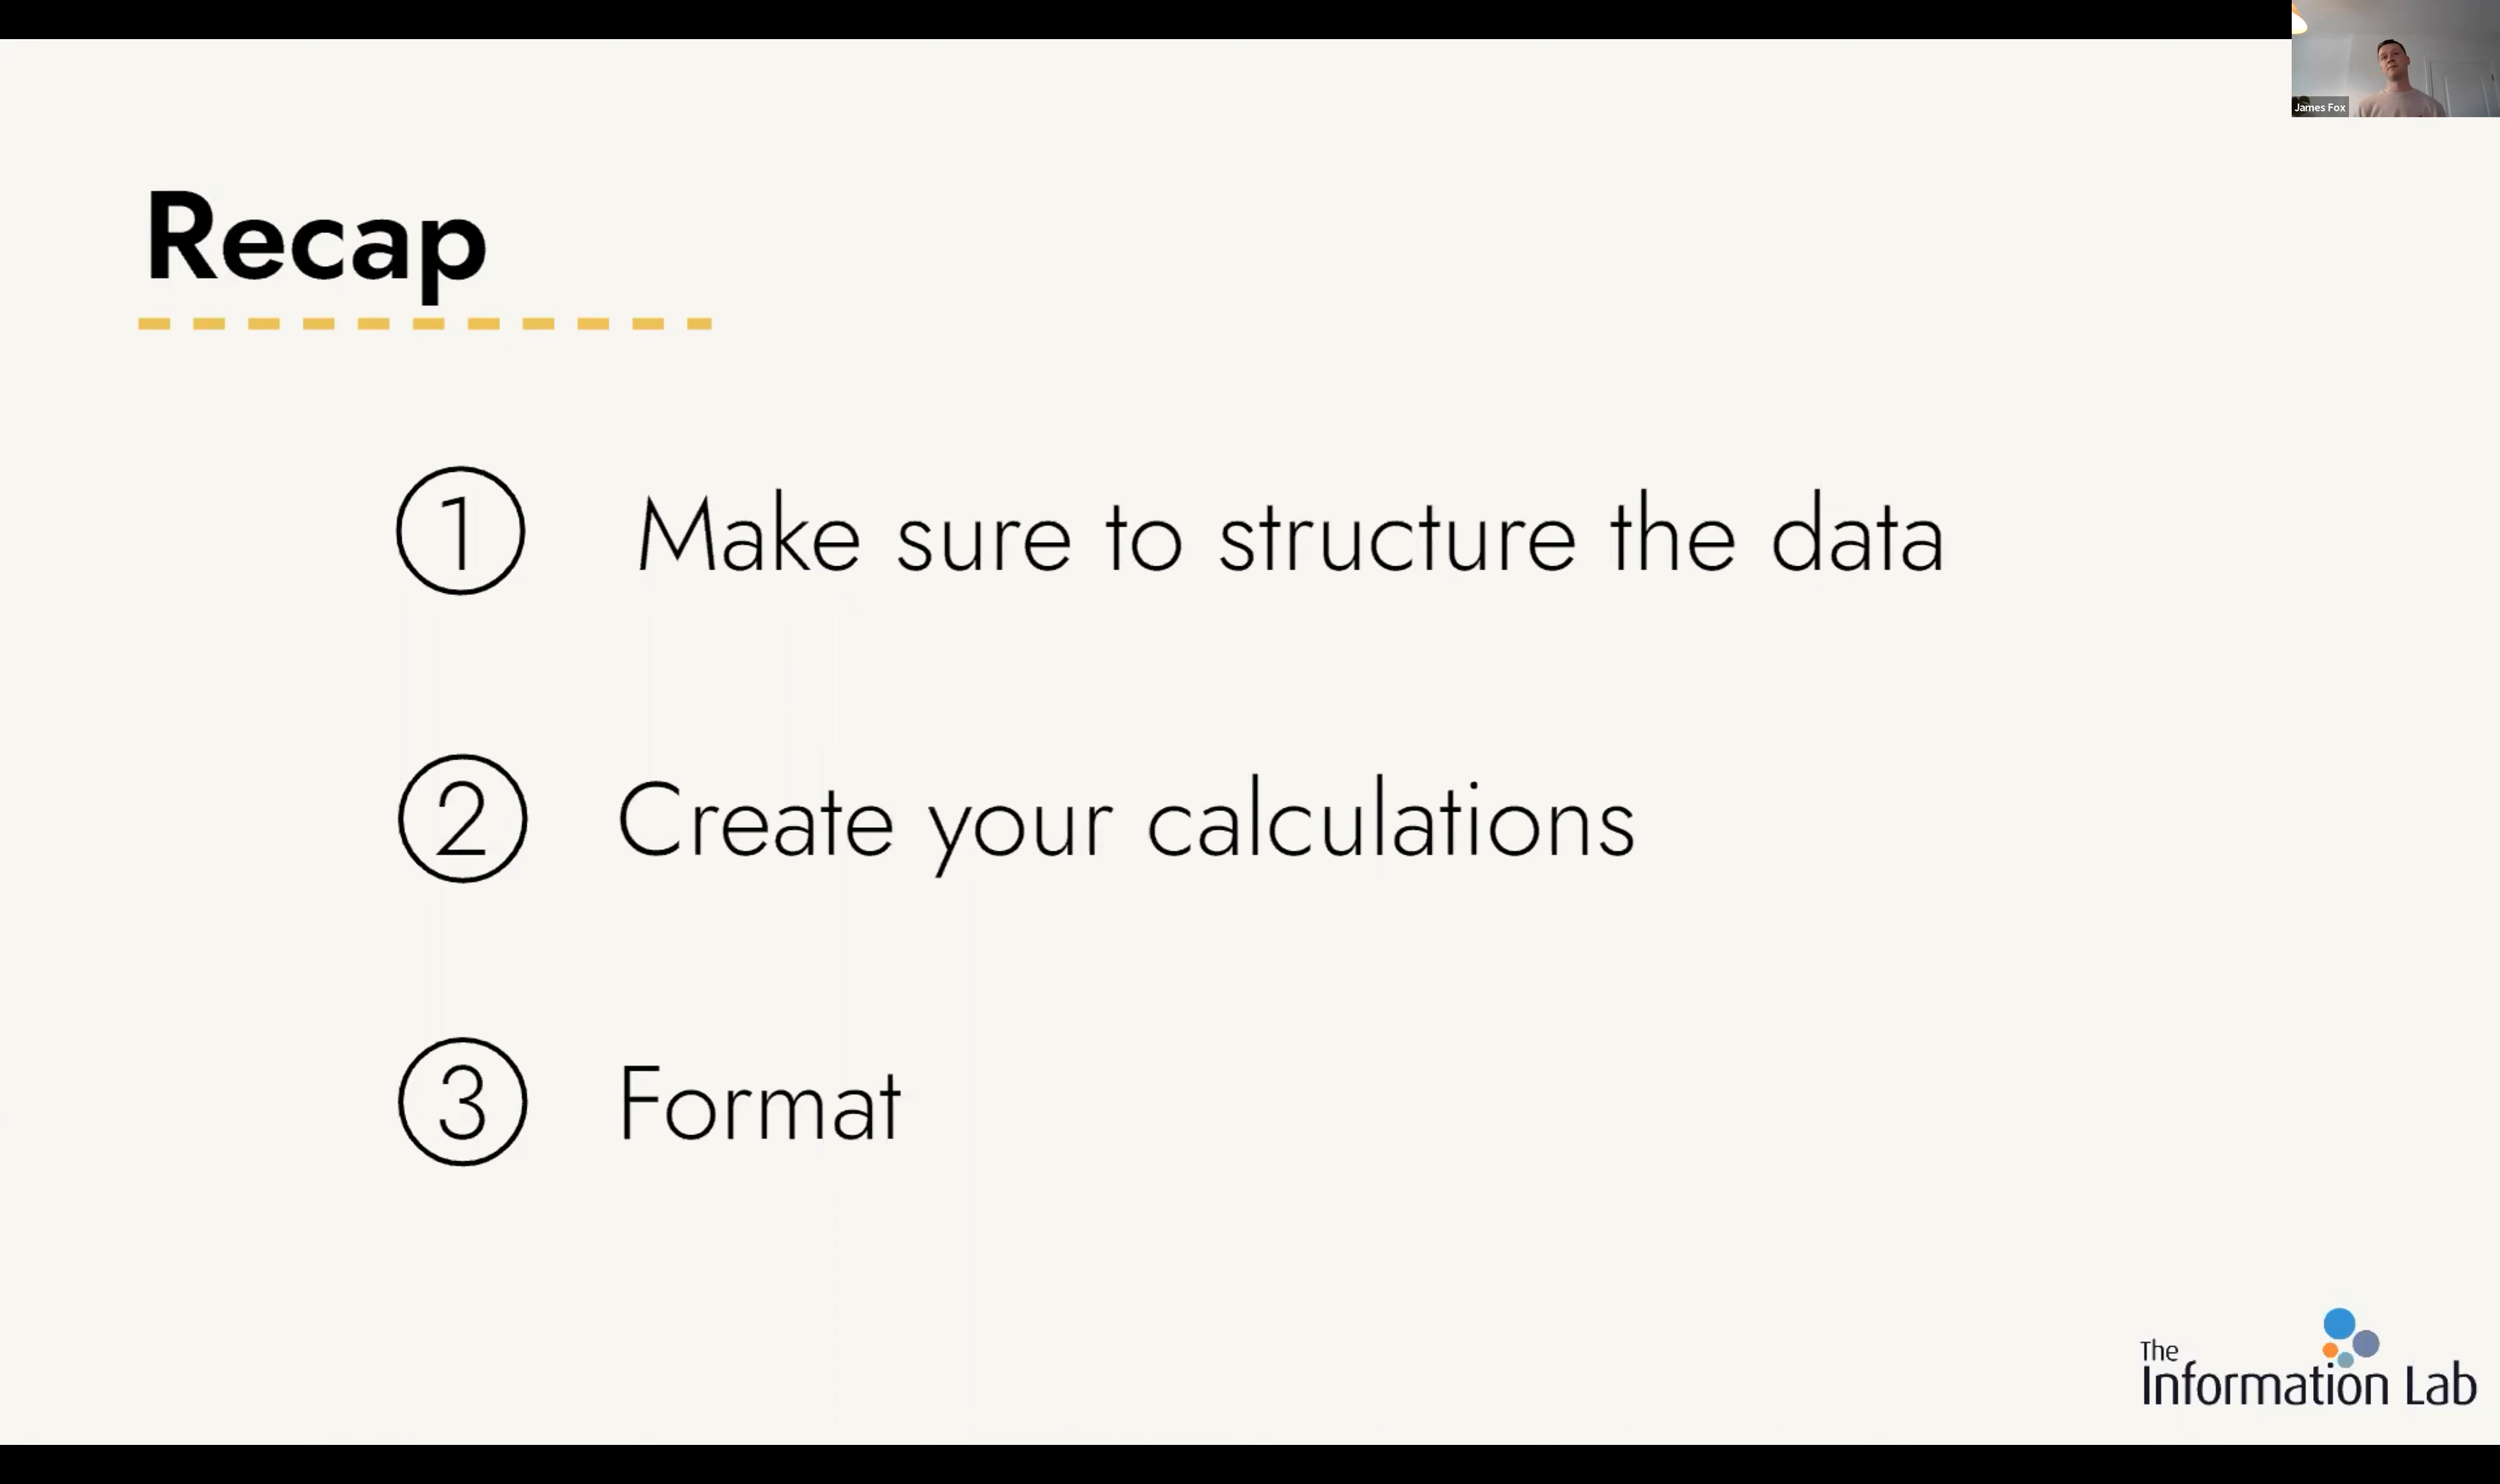 James Fox
Recap
1 Make sure to structure the data
2 Create your calculations
3 Format
The
Information Lab